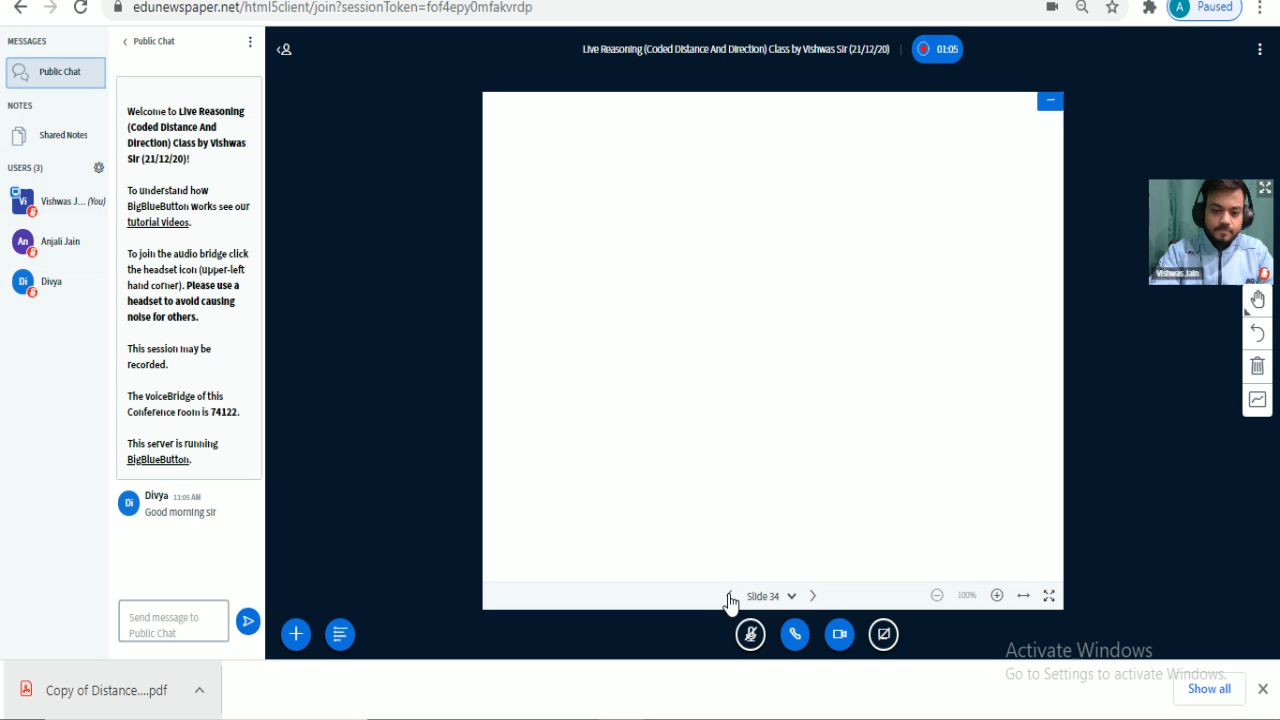 edunewspaper.net/html5client/join?sessionToken=fof4epy0mfakvrdp
A Paused
MESSAGES
Public Chat
NOTES
Shared Notes
USERS (3)
Vi Vishwas J... (You)
An Anjali Jain
Di Divya
Public Chat
Welcome to Live Reasoning
(Coded Distance And
Direction) Class by Vishwas
Sir (21/12/20)!
To understand how
BigBlueButton works see our
tutorial videos.
To join the audio bridge click
the headset icon (upper-left
hand corner). Please use a
headset to avoid causing
noise for others.
This session may be
recorded.
The voiceBridge of this
Conference room is 74122.
This server is running
BigBlueButton.
Di Divya 11:05 AM
Good morning sir
Send message to
Public Chat
Live Reasoning (Coded Distance And Direction) Class by Vishwas Sir (21/12/20)
01:05
Vishwas Jain
Slide 34
100%
Activate Windows
Go to Settings to activate Windows.
Copy of Distance....pdf
Show all